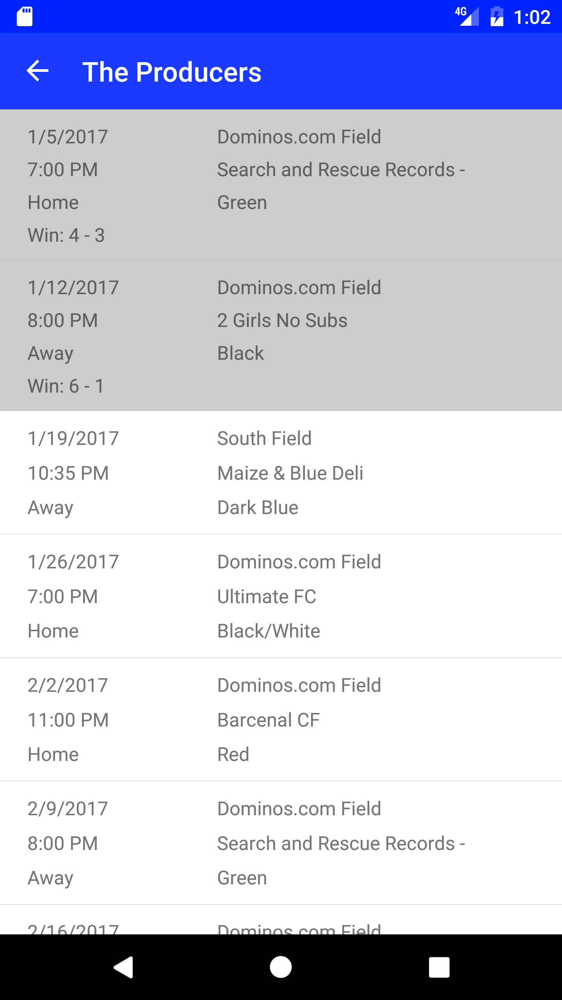 4G 1:02
The Producers
1/5/2017 Dominos.com Field
7:00 PM Search and Rescue Records -
Home Green
Win: 4 - 3
1/12/2017 Dominos.com Field
8:00 PM 2 Girls No Subs
Away Black
Win: 6 - 1
1/19/2017 South Field
10:35 PM Maize & Blue Deli
Away Dark Blue
1/26/2017 Dominos.com Field
7:00 PM Ultimate FC
Home Black/White
2/2/2017 Dominos.com Field
11:00 PM Barcenal CF
Home Red
2/9/2017 Dominos.com Field
8:00 PM Search and Rescue Records -
Away Green
2/16/2017 Dominos.com Field